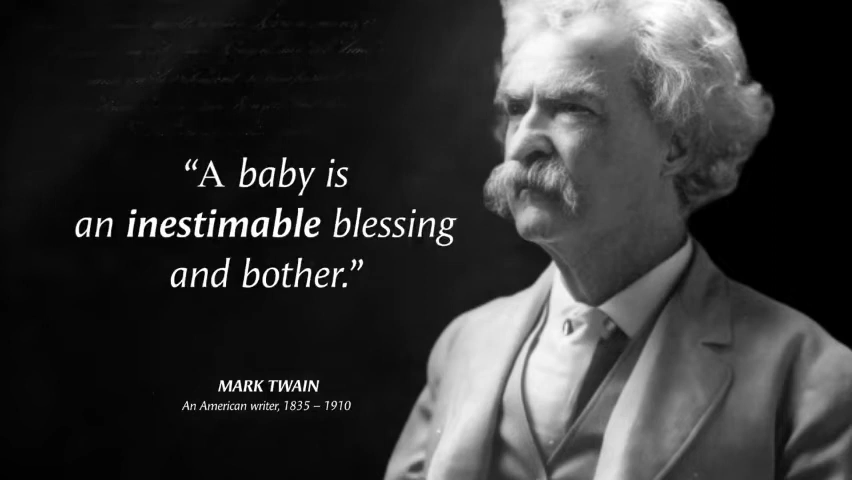 “A baby is
an inestimable blessing
and bother.”
MARK TWAIN
An American writer, 1835 – 1910